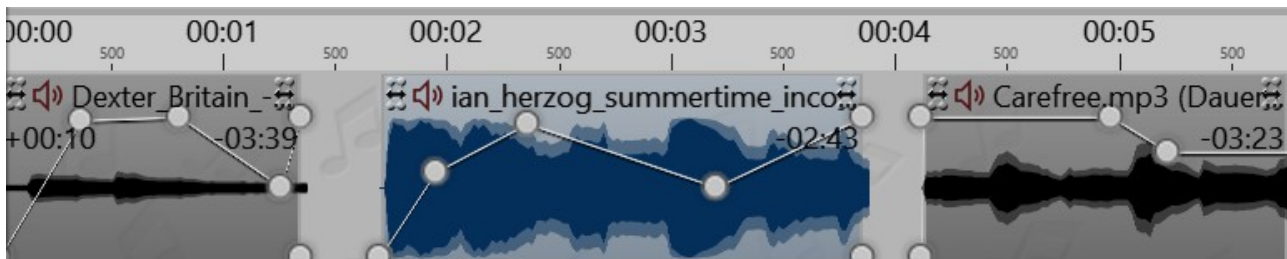 00:00 00:01 00:02 00:03 00:04 00:05
500 500 500 500 500 500
Dexter_Britain_- ian_herzog_summertime_inco Carefree.mp3 (Dauer
+00:10 -03:39 -02:43 -03:23